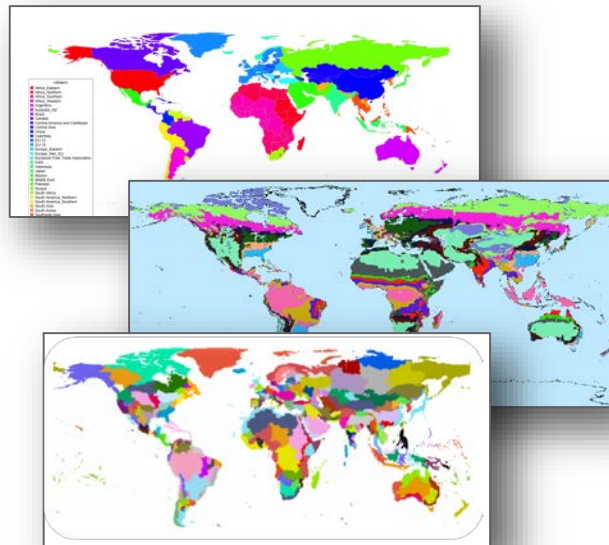 category
Africa_Eastern
Africa_Northern
Africa_Southern
Africa_Western
Argentina
Australia_NZ
Brazil
Canada
Central America and Caribbean
Central Asia
China
Colombia
EU-12
EU-15
Europe_Eastern
Europe_Non_EU
European Free Trade Association
India
Indonesia
Japan
Mexico
Middle East
Pakistan
Russia
South Africa
South America_Northern
South America_Southern
South Asia
South Korea
Southeast Asia